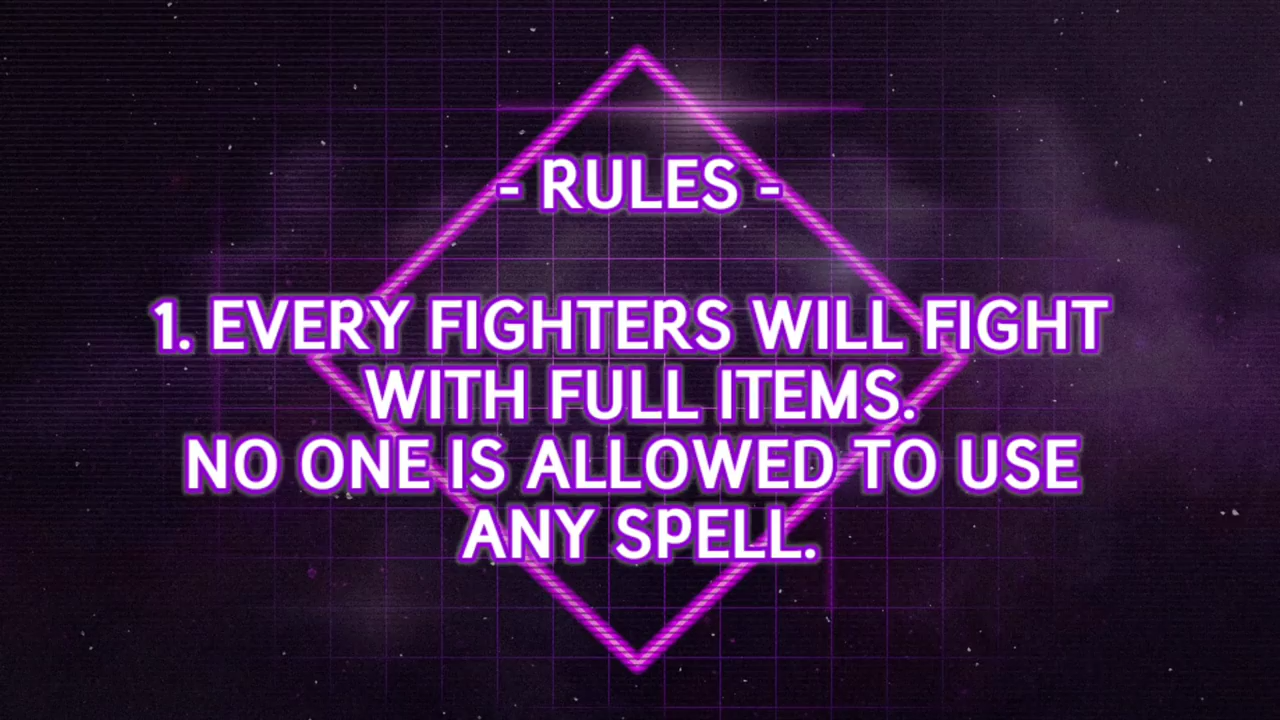 - RULES -
1. EVERY FIGHTERS WILL FIGHT
WITH FULL ITEMS.
NO ONE IS ALLOWED TO USE
ANY SPELL.